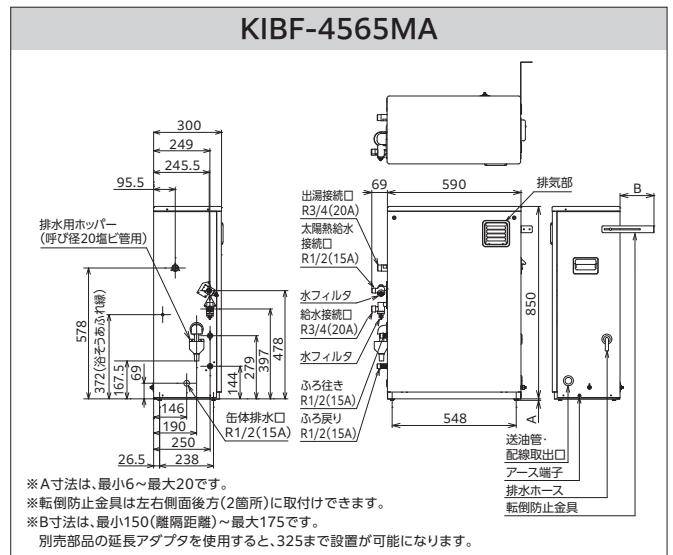 KIBF-4565MA
300
249
245.5
95.5
排水用ホッパー
(呼び径20塩ビ管用)
578
372(浴そうあふれ縁)
167.5
69
146
190
250
26.5
238
144
279
397
478
缶体排水口
R1/2(15A)
69
590
出湯接続口
R3/4(20A)
太陽熱給水
接続口
R1/2(15A)
水フィルタ
給水接続口
R3/4(20A)
水フィルタ
ふろ往き
R1/2(15A)
ふろ戻り
R1/2(15A)
排気部
B
850
A
548
送油管・
配線取出口
アース端子
排水ホース
転倒防止金具
※A寸法は、最小6～最大20です。
※転倒防止金具は左右側面後方(2箇所)に取付けできます。
※B寸法は、最小150(離隔距離)～最大175です。
別売部品の延長アダプタを使用すると、325まで設置が可能になります。